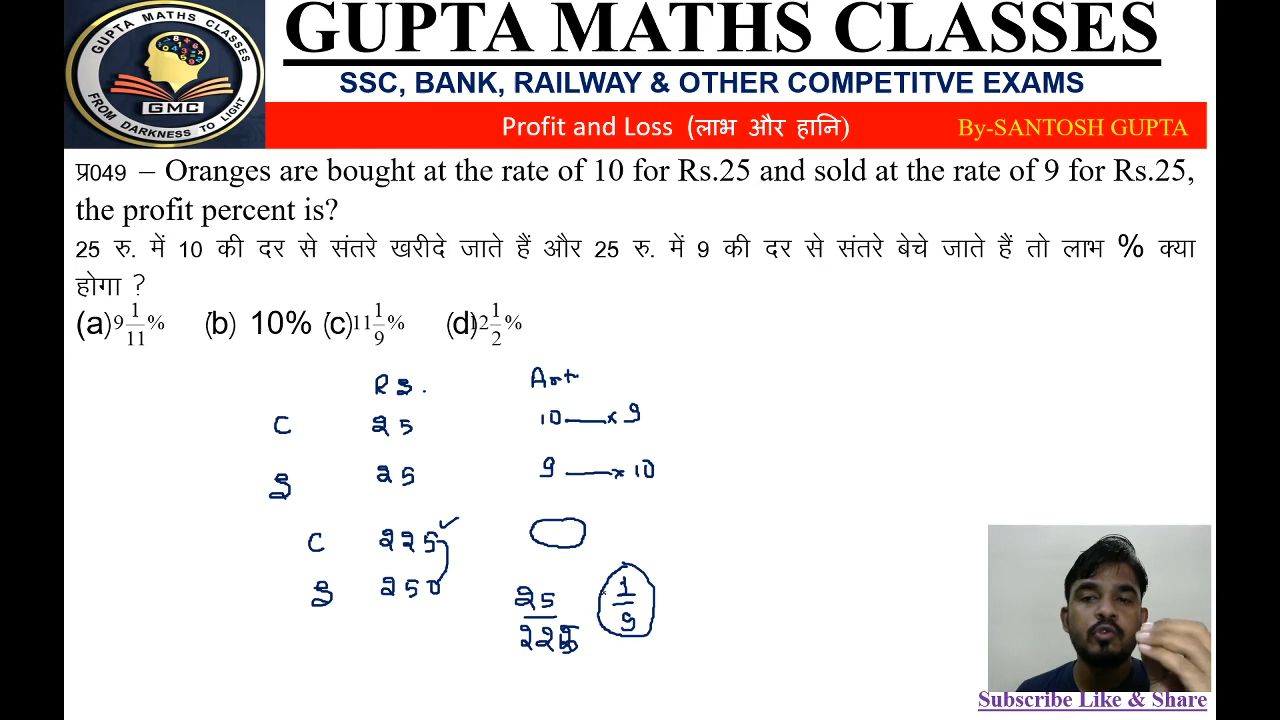 GUPTA MATHS CLASSES
FROM DARKNESS TO LIGHT
GMC
GUPTA MATHS CLASSES
SSC, BANK, RAILWAY & OTHER COMPETITVE EXAMS
Profit and Loss (लाभ और हानि) By-SANTOSH GUPTA
प्र049 – Oranges are bought at the rate of 10 for Rs.25 and sold at the rate of 9 for Rs.25,
the profit percent is?
25 रु. में 10 की दर से संतरे खरीदे जाते हैं और 25 रु. में 9 की दर से संतरे बेचे जाते हैं तो लाभ % क्या
होगा ?
(a) 9 1/11 % (b) 10% (c) 11 1/9 % (d) 12 1/2 %
RS. Art
C 25 10 × 9
S 25 9 × 10
C 225
S 250
25/225 1/9
Subscribe Like & Share